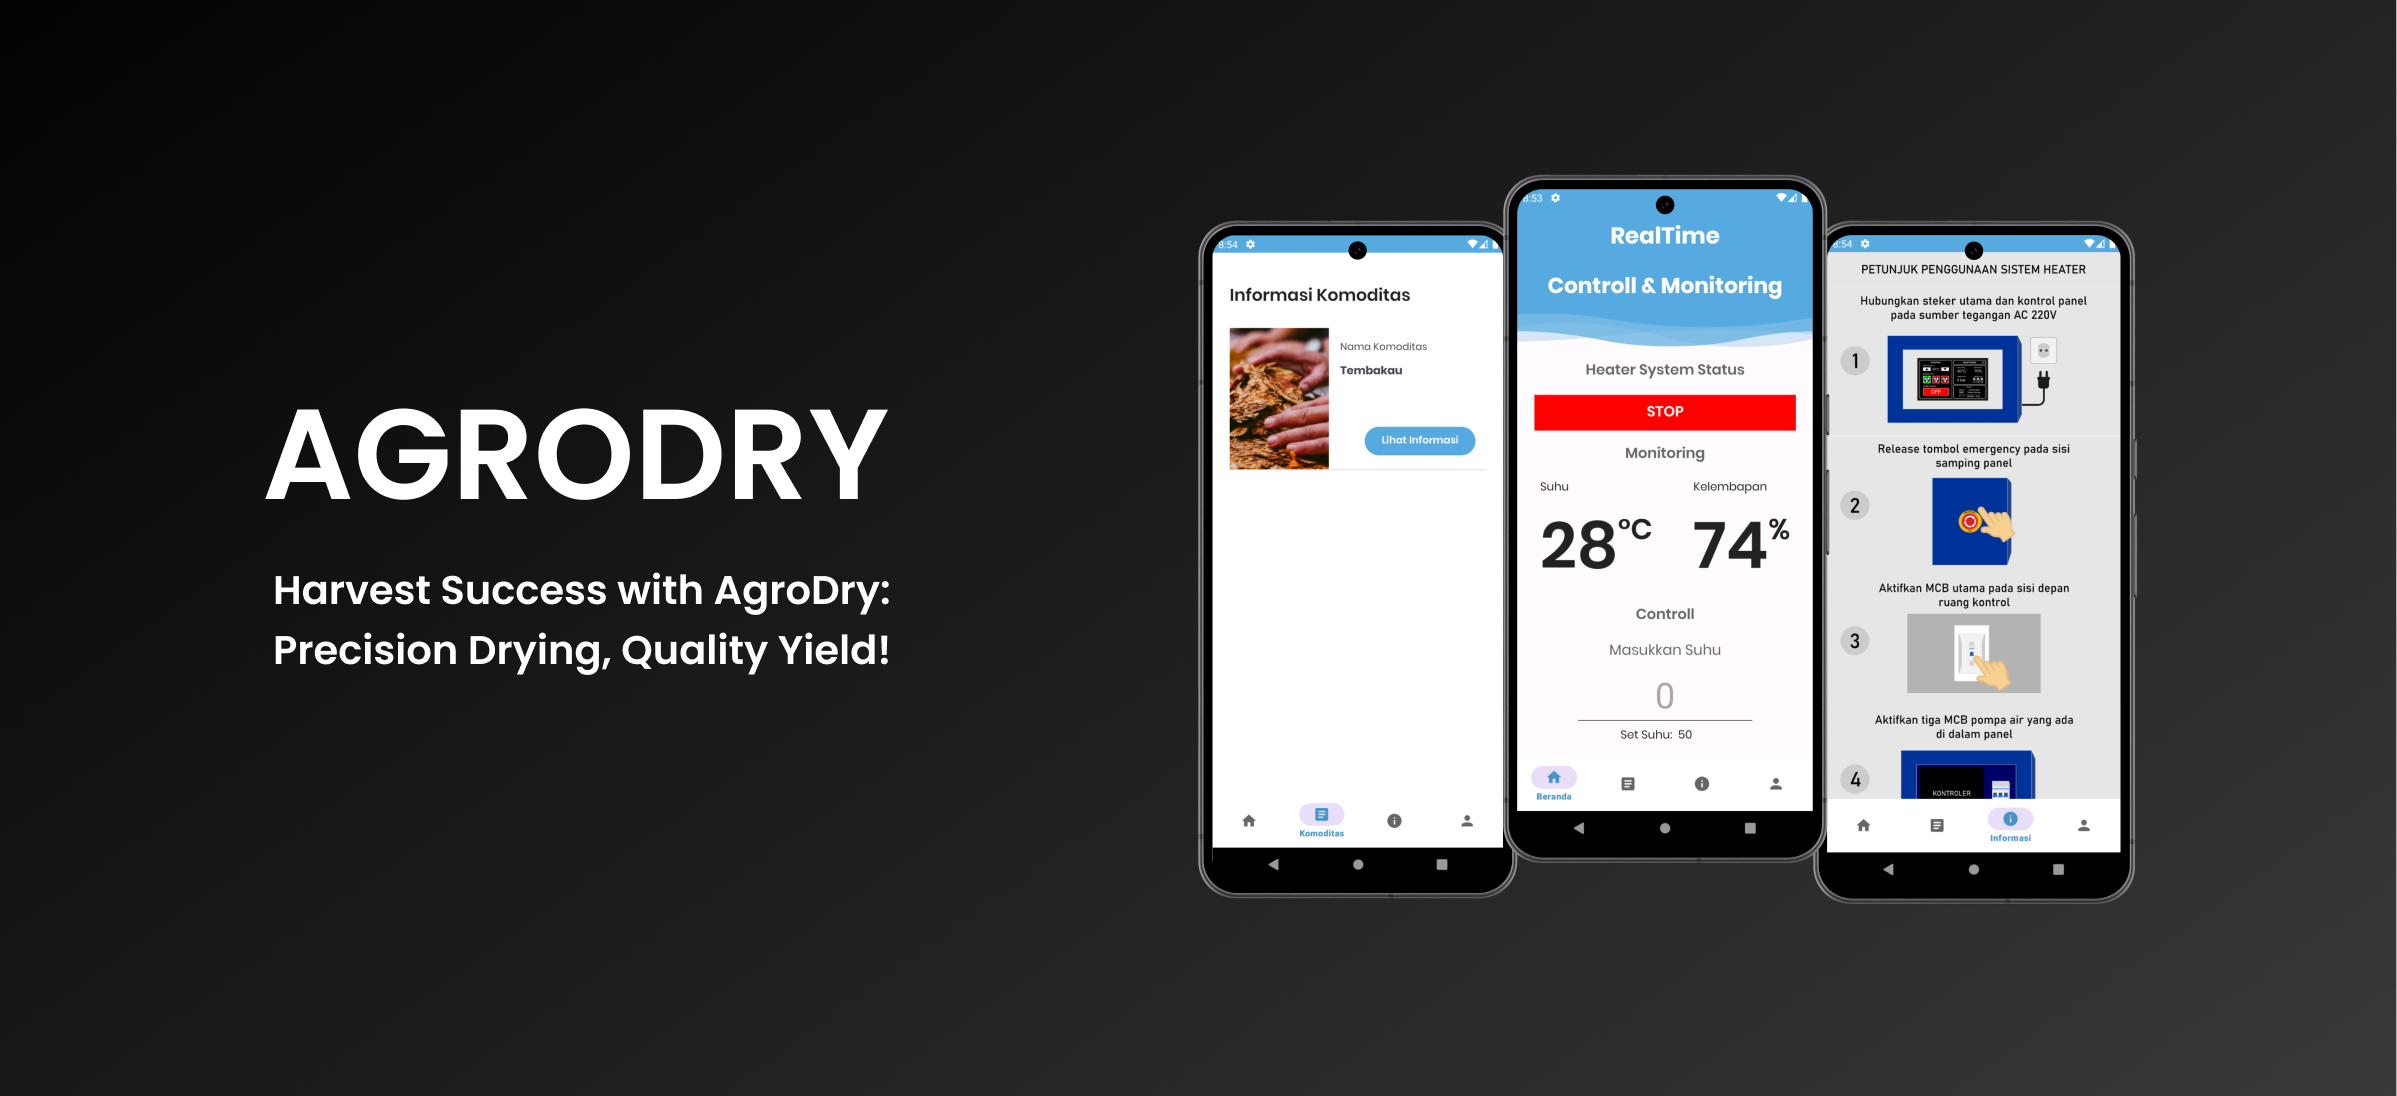 AGRODRY
Harvest Success with AgroDry:
Precision Drying, Quality Yield!
8:54
Informasi Komoditas
Nama Komoditas
Tembakau
Lihat Informasi
Komoditas
8:53
RealTime
Controll & Monitoring
Heater System Status
STOP
Monitoring
Suhu Kelembapan
28°C 74%
Controll
Masukkan Suhu
0
Set Suhu: 50
Beranda
8:54
PETUNJUK PENGGUNAAN SISTEM HEATER
Hubungkan steker utama dan kontrol panel
pada sumber tegangan AC 220V
1
OFF
Release tombol emergency pada sisi
samping panel
2
Aktifkan MCB utama pada sisi depan
ruang kontrol
3
Aktifkan tiga MCB pompa air yang ada
di dalam panel
4
KONTROLER
Informasi